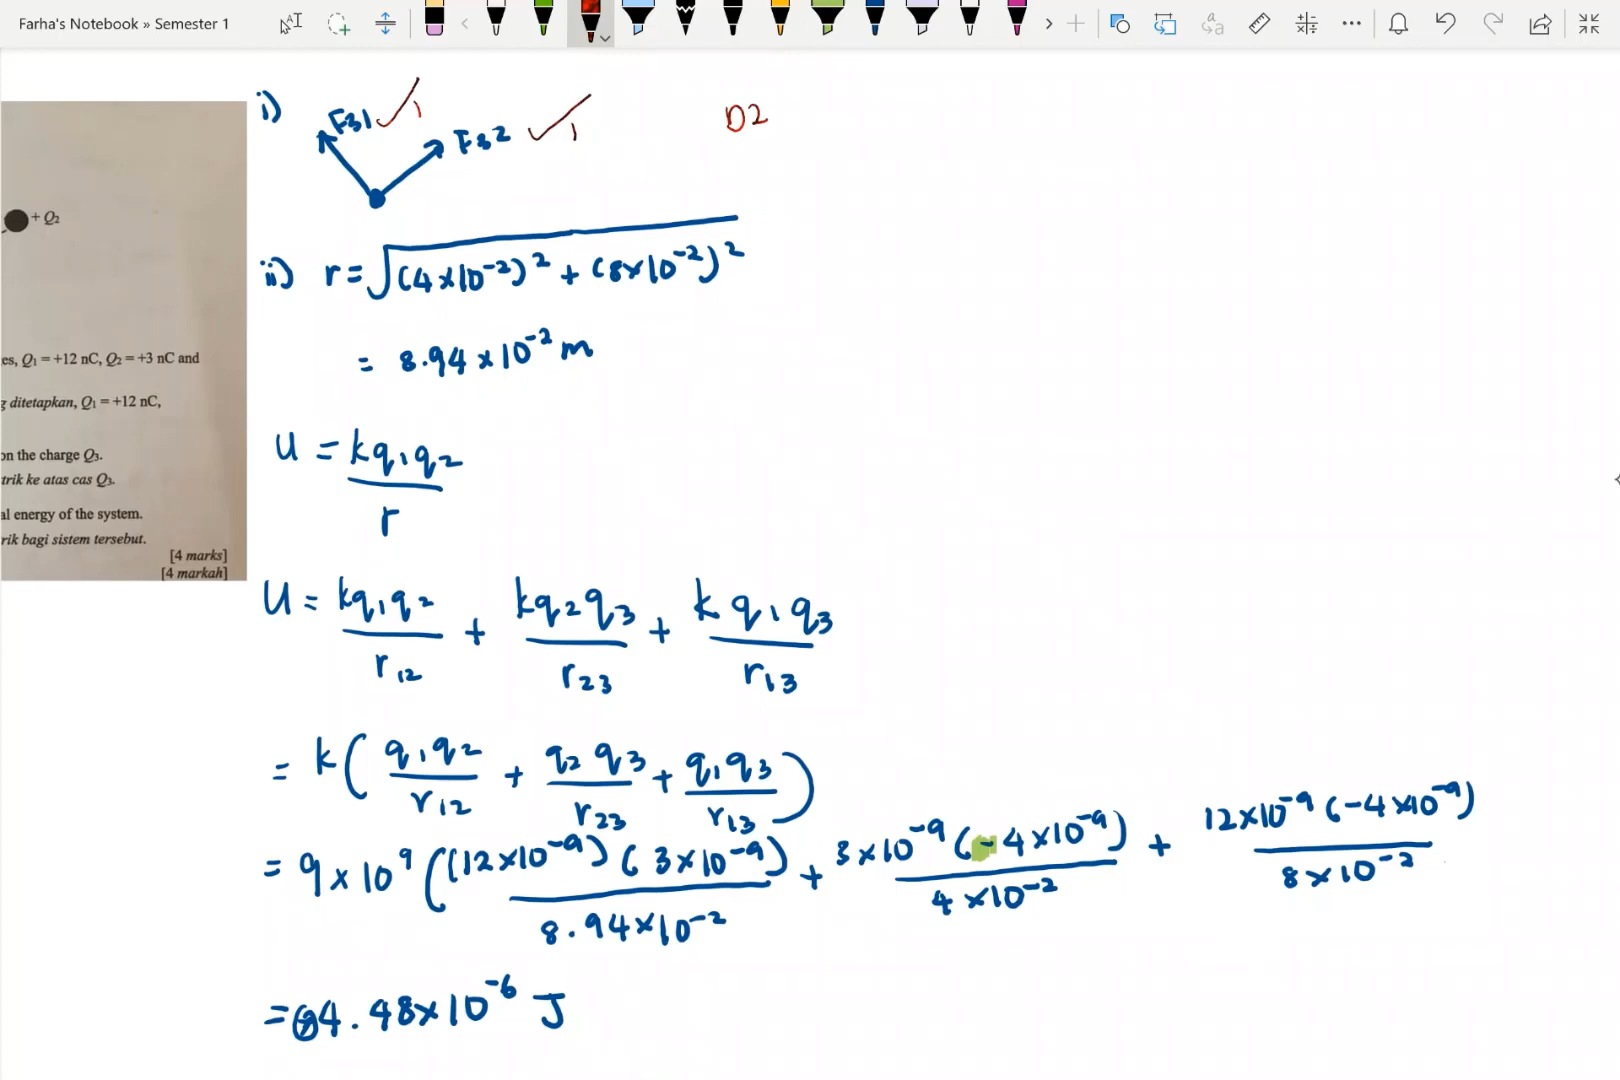 Farha's Notebook » Semester 1
i) F31 ✓1 F32 ✓1 D2
+ Q₂
ii) r = √((4×10⁻²)² + (8×10⁻²)²)
= 8.94 × 10⁻² m
es, Q₁ = +12 nC, Q₂ = +3 nC and
g ditetapkan, Q₁ = +12 nC,
on the charge Q₃.
trik ke atas cas Q₃.
al energy of the system.
rik bagi sistem tersebut.
[4 marks]
[4 markah]
U = kq₁q₂ / r
U = kq₁q₂ / r₁₂ + kq₂q₃ / r₂₃ + kq₁q₃ / r₁₃
= k( q₁q₂ / r₁₂ + q₂q₃ / r₂₃ + q₁q₃ / r₁₃ )
= 9×10⁹ ( (12×10⁻⁹)(3×10⁻⁹) / 8.94×10⁻² + 3×10⁻⁹(-4×10⁻⁹) / 4×10⁻² + 12×10⁻⁹(-4×10⁻⁹) / 8×10⁻²
= -4.48×10⁻⁶ J